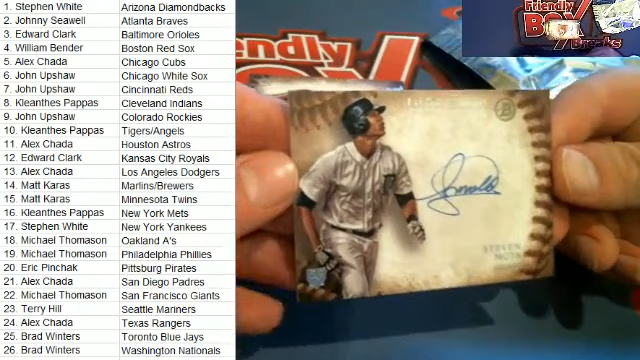 1. Stephen White Arizona Diamondbacks
2. Johnny Seawell Atlanta Braves
3. Edward Clark Baltimore Orioles
4. William Bender Boston Red Sox
5. Alex Chada Chicago Cubs
6. John Upshaw Chicago White Sox
7. John Upshaw Cincinnati Reds
8. Kleanthes Pappas Cleveland Indians
9. John Upshaw Colorado Rockies
10. Kleanthes Pappas Tigers/Angels
11. Alex Chada Houston Astros
12. Edward Clark Kansas City Royals
13. Alex Chada Los Angeles Dodgers
14. Matt Karas Marlins/Brewers
15. Matt Karas Minnesota Twins
16. Kleanthes Pappas New York Mets
17. Stephen White New York Yankees
18. Michael Thomason Oakland A's
19. Michael Thomason Philadelphia Phillies
20. Eric Pinchak Pittsburg Pirates
21. Alex Chada San Diego Padres
22. Michael Thomason San Francisco Giants
23. Terry Hill Seattle Mariners
24. Alex Chada Texas Rangers
25. Brad Winters Toronto Blue Jays
26. Brad Winters Washington Nationals
Friendly
BOX
Breaks
endly
STEVEN
MOYA